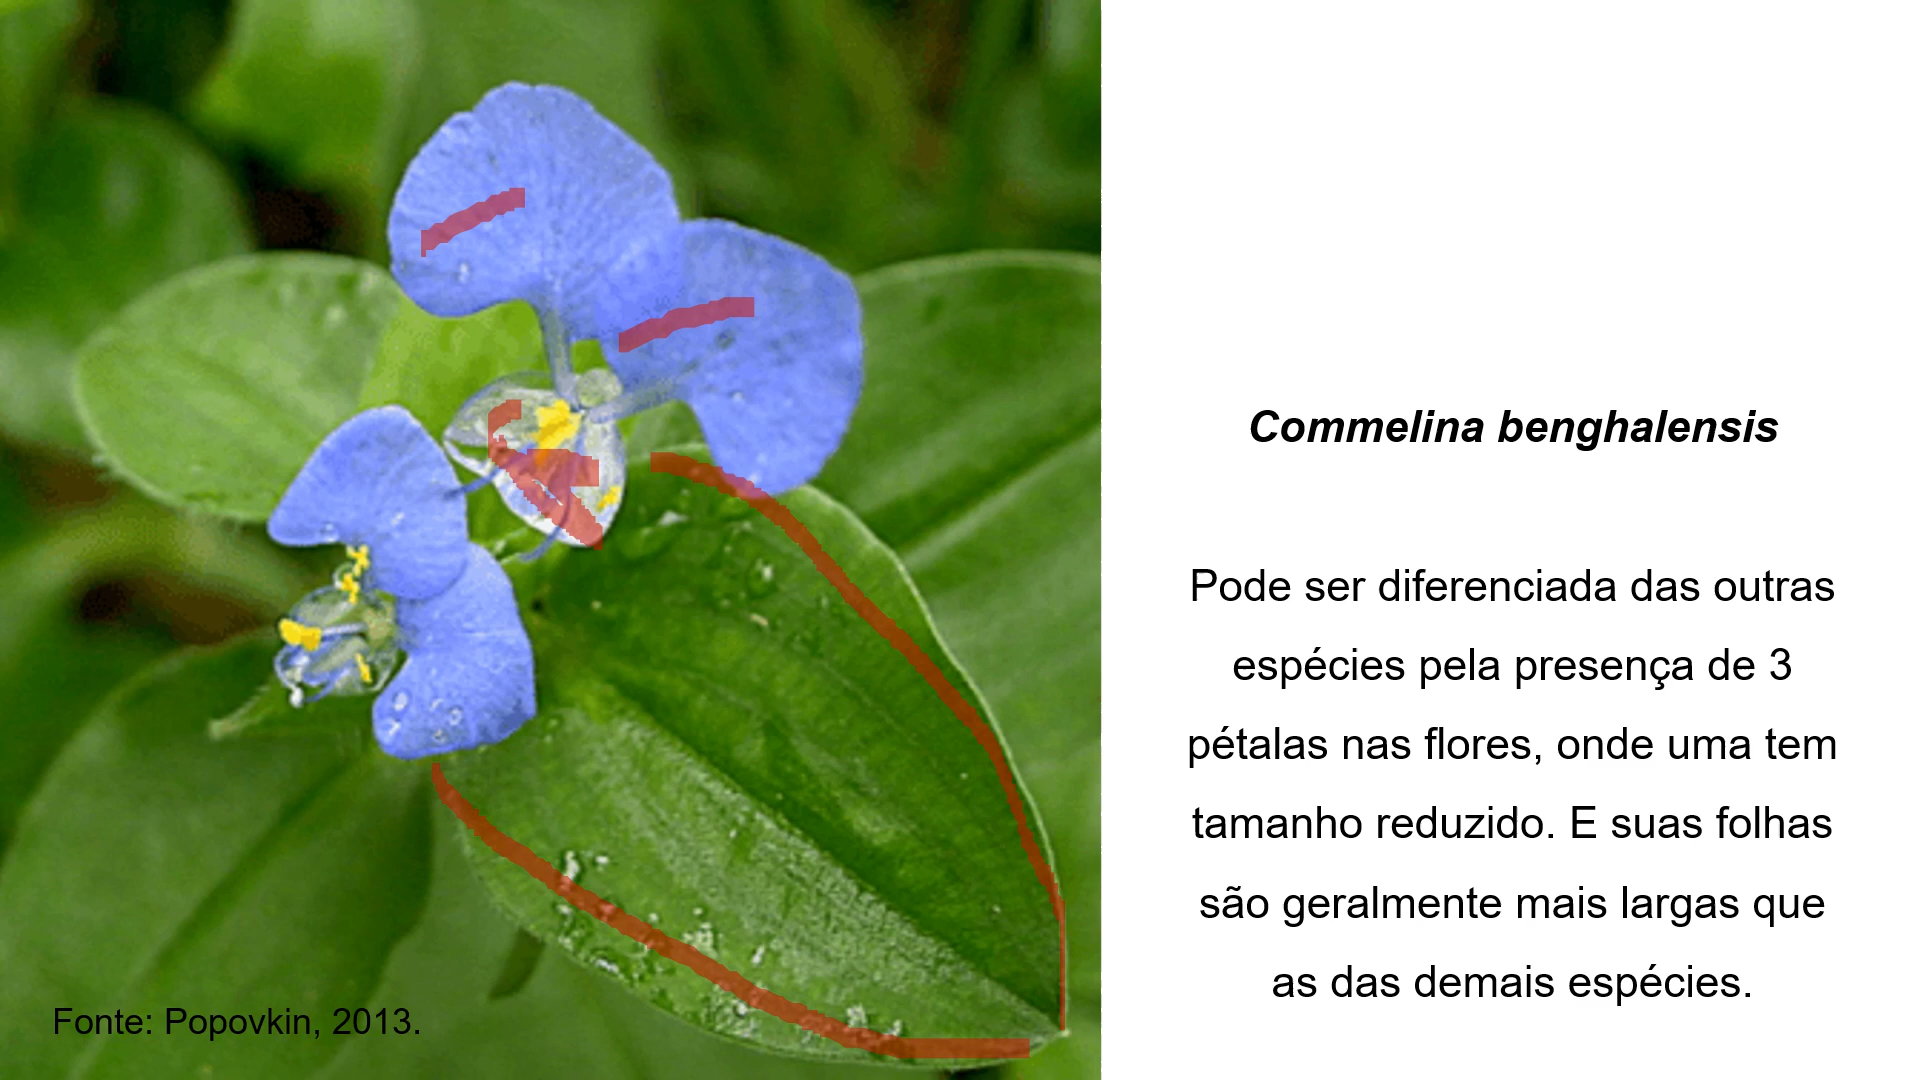 Commelina benghalensis
Pode ser diferenciada das outras
espécies pela presença de 3
pétalas nas flores, onde uma tem
tamanho reduzido. E suas folhas
são geralmente mais largas que
as das demais espécies.
Fonte: Popovkin, 2013.